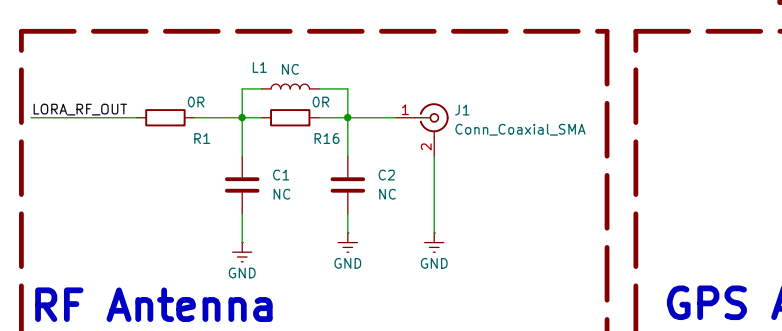 L1 NC
LORA_RF_OUT
0R
R1
0R
R16
1
J1
Conn_Coaxial_SMA
2
C1
NC
C2
NC
GND
GND
GND
RF Antenna
GPS